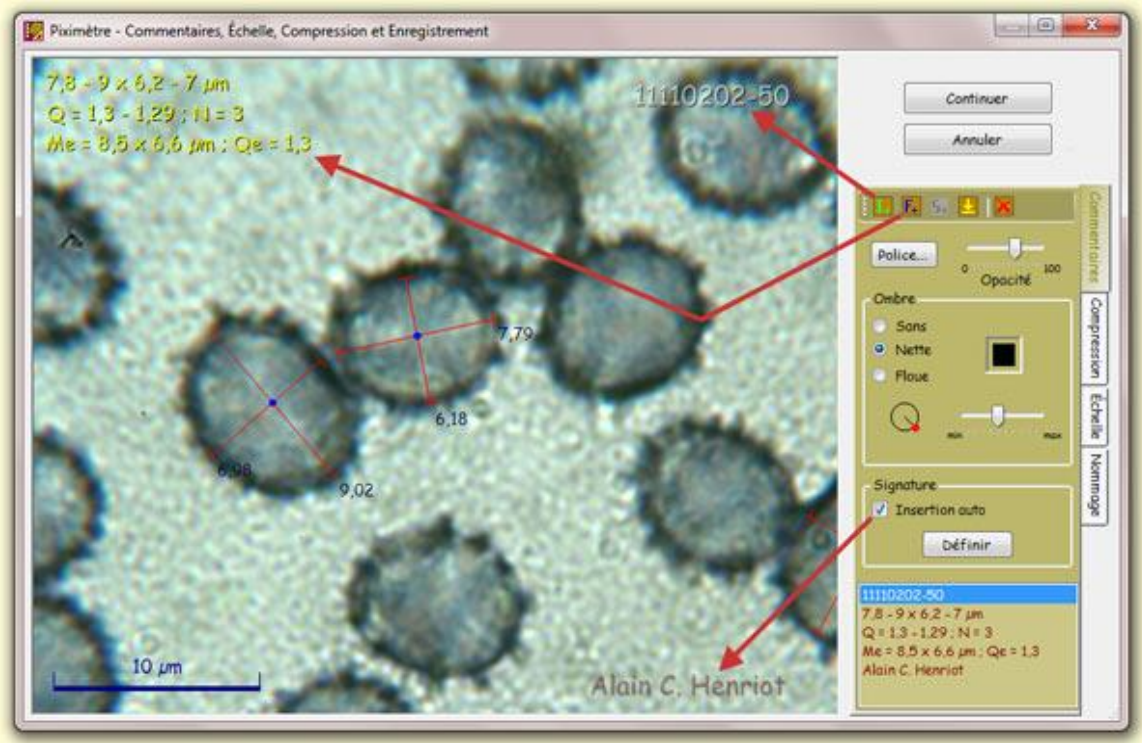 Piximètre - Commentaires, Échelle, Compression et Enregistrement
7,8 - 9 x 6,2 - 7 µm
Q = 1,3 - 1,29 ; N = 3
Me = 8,5 x 6,6 µm ; Qe = 1,3
11110202-50
7,79
6,18
6,98
9,02
10 µm
Alain C. Henriot
Continuer
Annuler
Commentaires
Compression
Échelle
Nommage
Police...
0
100
Opacité
Ombre
Sans
Nette
Floue
min
max
Signature
Insertion auto
Définir
11110202-50
7,8 - 9 x 6,2 - 7 µm
Q = 1,3 - 1,29 ; N = 3
Me = 8,5 x 6,6 µm ; Qe = 1,3
Alain C. Henriot